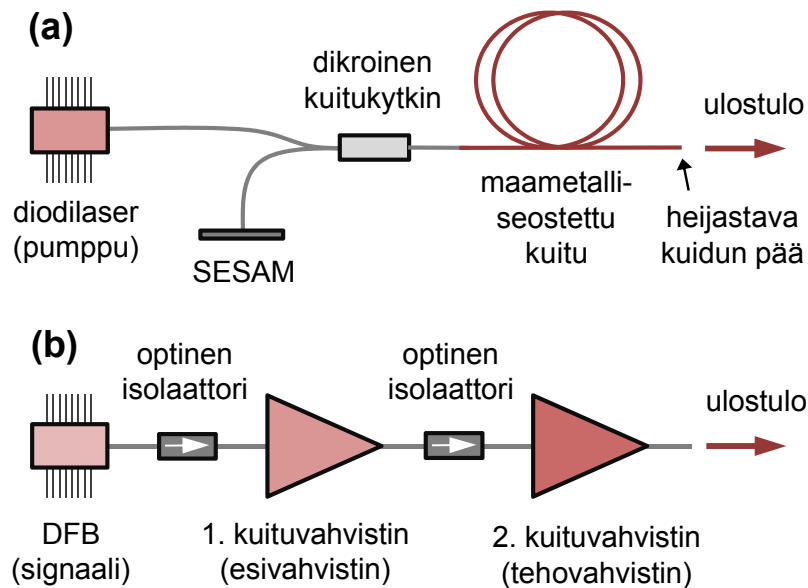 (a)
dikroinen
kuitukytkin
ulostulo
diodilaser
(pumppu)
SESAM
maametalli-
seostettu
kuitu
heijastava
kuidun pää
(b)
optinen
isolaattori
optinen
isolaattori
ulostulo
DFB
(signaali)
1. kuituvahvistin
(esivahvistin)
2. kuituvahvistin
(tehovahvistin)